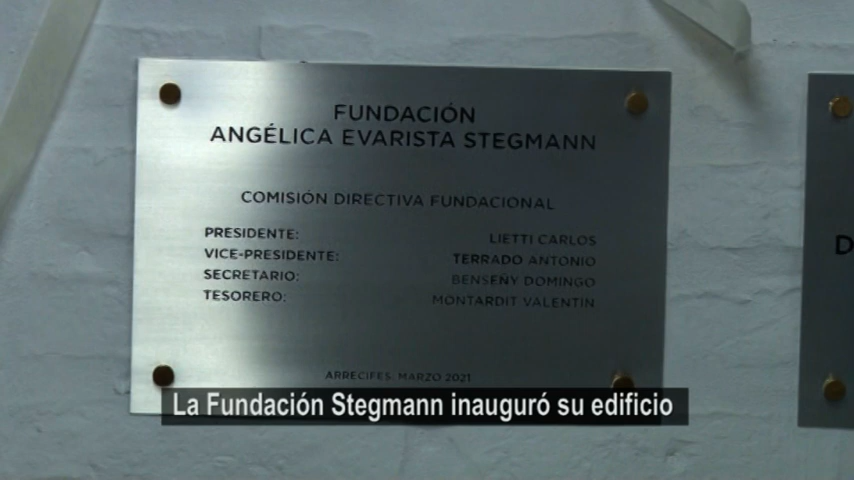 FUNDACIÓN
ANGÉLICA EVARISTA STEGMANN
COMISIÓN DIRECTIVA FUNDACIONAL
PRESIDENTE: LIETTI CARLOS
VICE-PRESIDENTE: TERRADO ANTONIO
SECRETARIO: BENSEÑY DOMINGO
TESORERO: MONTARDIT VALENTIN
ARRECIFES, MARZO 2021
La Fundación Stegmann inauguró su edificio
D